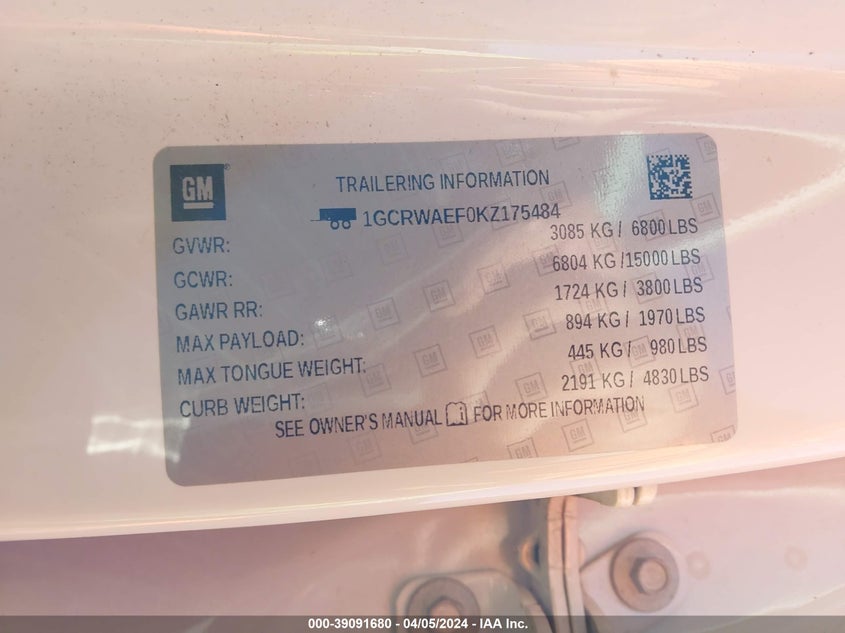 GM
TRAILERING INFORMATION
1GCRWAEF0KZ175484
GVWR: 3085 KG / 6800 LBS
GCWR: 6804 KG / 15000 LBS
GAWR RR: 1724 KG / 3800 LBS
MAX PAYLOAD: 894 KG / 1970 LBS
MAX TONGUE WEIGHT: 445 KG / 980 LBS
CURB WEIGHT: 2191 KG / 4830 LBS
SEE OWNER'S MANUAL FOR MORE INFORMATION
000-39091680 - 04/05/2024 - IAA Inc.